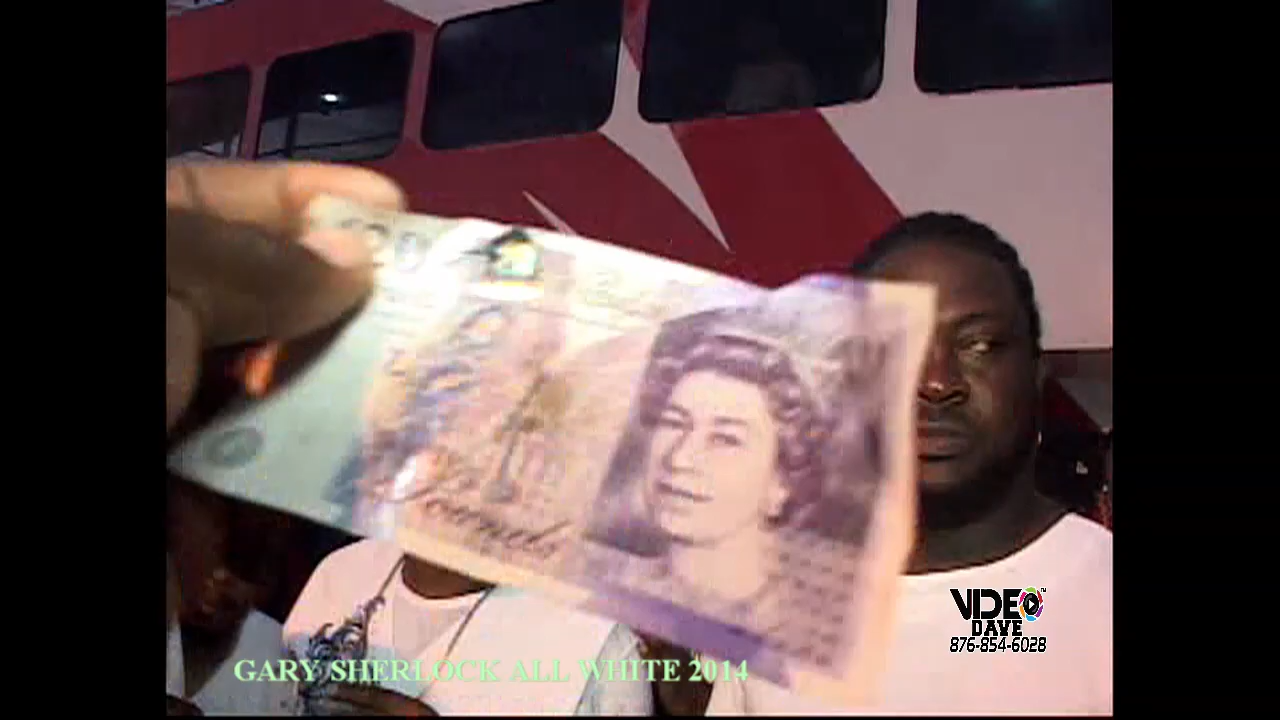 Pounds
VIDEO
DAVE
876-854-6028
GARY SHERLOCK ALL WHITE 2014